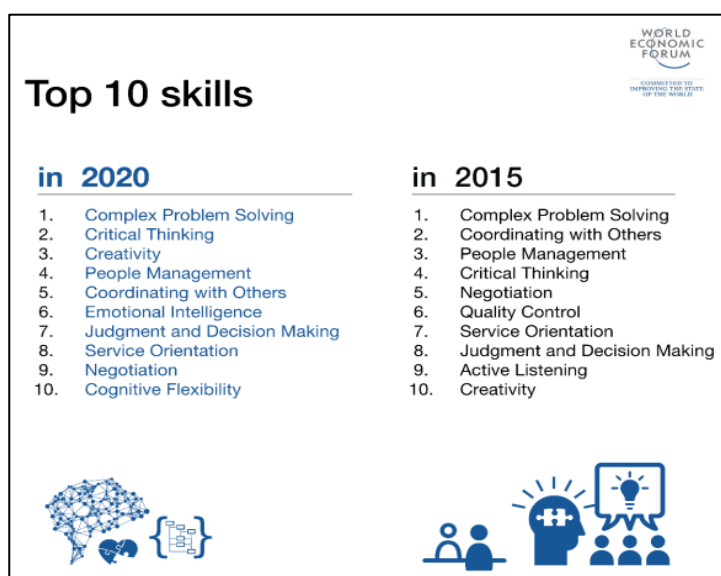 WORLD
ECONOMIC
FORUM
COMMITTED TO
IMPROVING THE STATE
OF THE WORLD
Top 10 skills
in 2020
1. Complex Problem Solving
2. Critical Thinking
3. Creativity
4. People Management
5. Coordinating with Others
6. Emotional Intelligence
7. Judgment and Decision Making
8. Service Orientation
9. Negotiation
10. Cognitive Flexibility
in 2015
1. Complex Problem Solving
2. Coordinating with Others
3. People Management
4. Critical Thinking
5. Negotiation
6. Quality Control
7. Service Orientation
8. Judgment and Decision Making
9. Active Listening
10. Creativity